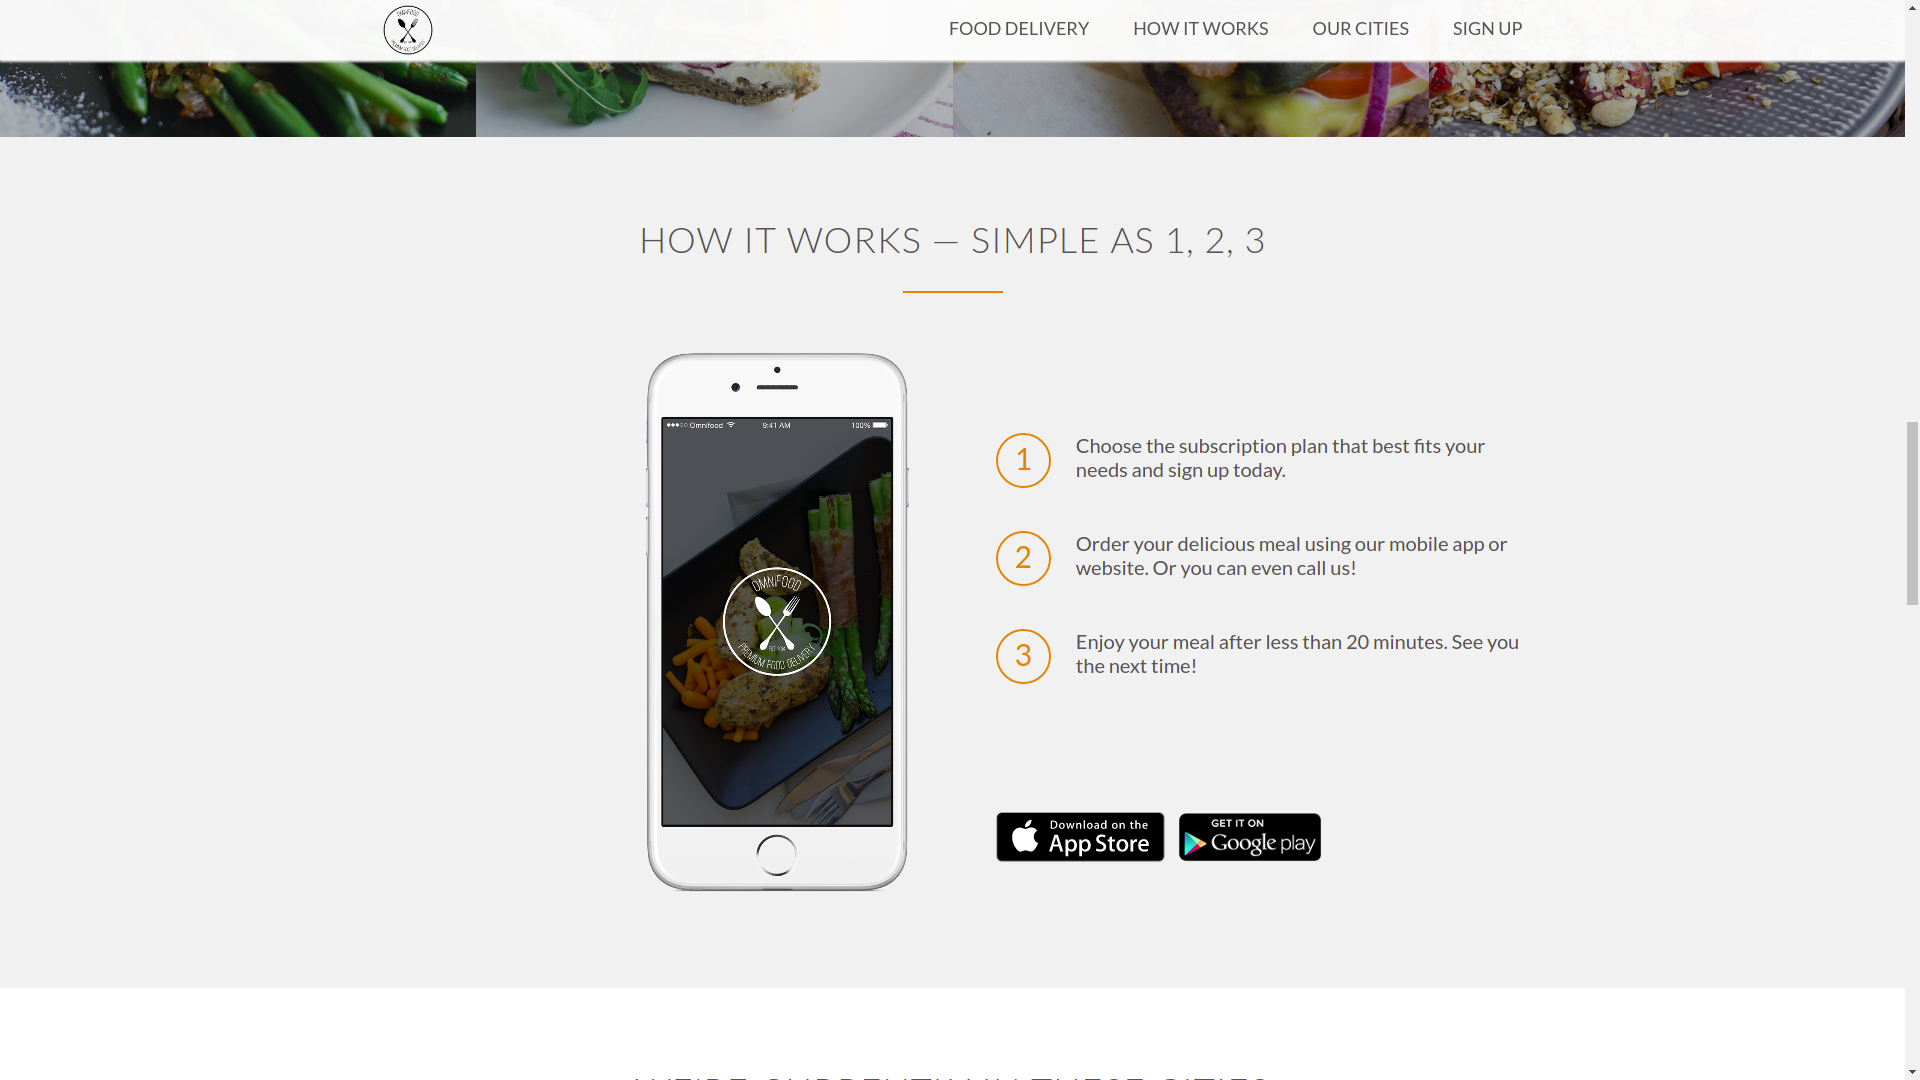 FOOD DELIVERY HOW IT WORKS OUR CITIES SIGN UP
HOW IT WORKS — SIMPLE AS 1, 2, 3
Omnifood 9:41 AM 100%
OMNIFOOD
PREMIUM FOOD DELIVERY
1 Choose the subscription plan that best fits your
needs and sign up today.
2 Order your delicious meal using our mobile app or
website. Or you can even call us!
3 Enjoy your meal after less than 20 minutes. See you
the next time!
Download on the
App Store
GET IT ON
Google play